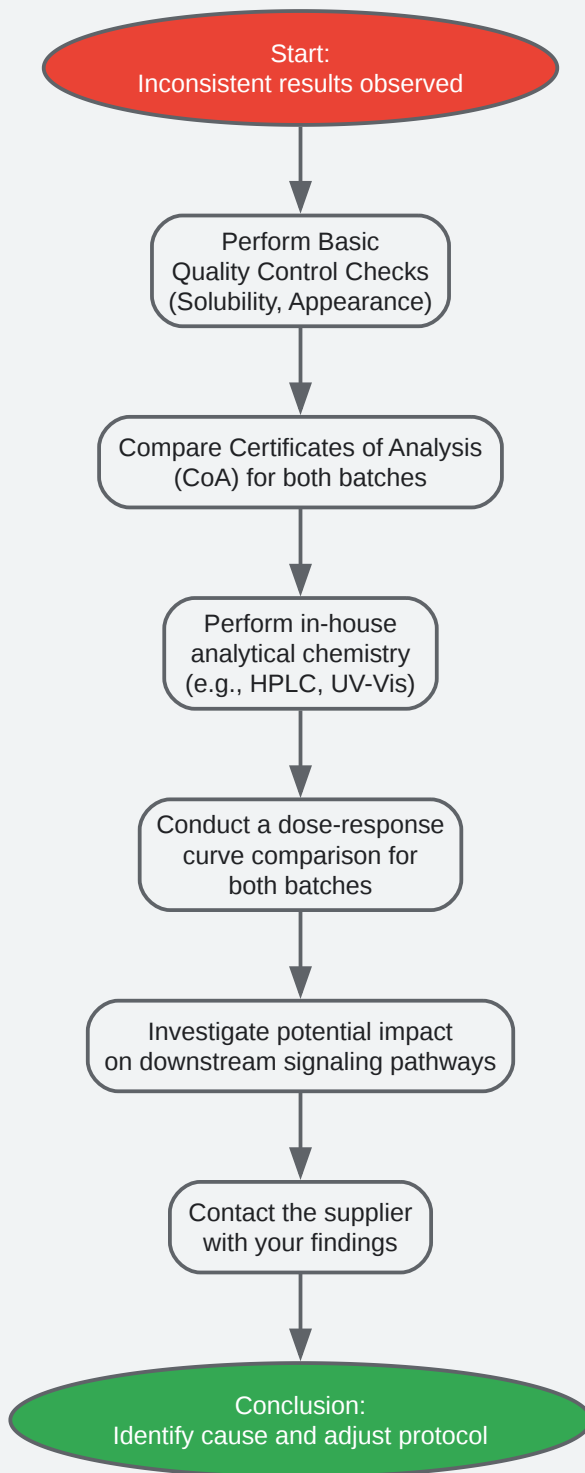 Start:
Inconsistent results observed
Perform Basic
Quality Control Checks
(Solubility, Appearance)
Compare Certificates of Analysis
(CoA) for both batches
Perform in-house
analytical chemistry
(e.g., HPLC, UV-Vis)
Conduct a dose-response
curve comparison for
both batches
Investigate potential impact
on downstream signaling pathways
Contact the supplier
with your findings
Conclusion:
Identify cause and adjust protocol